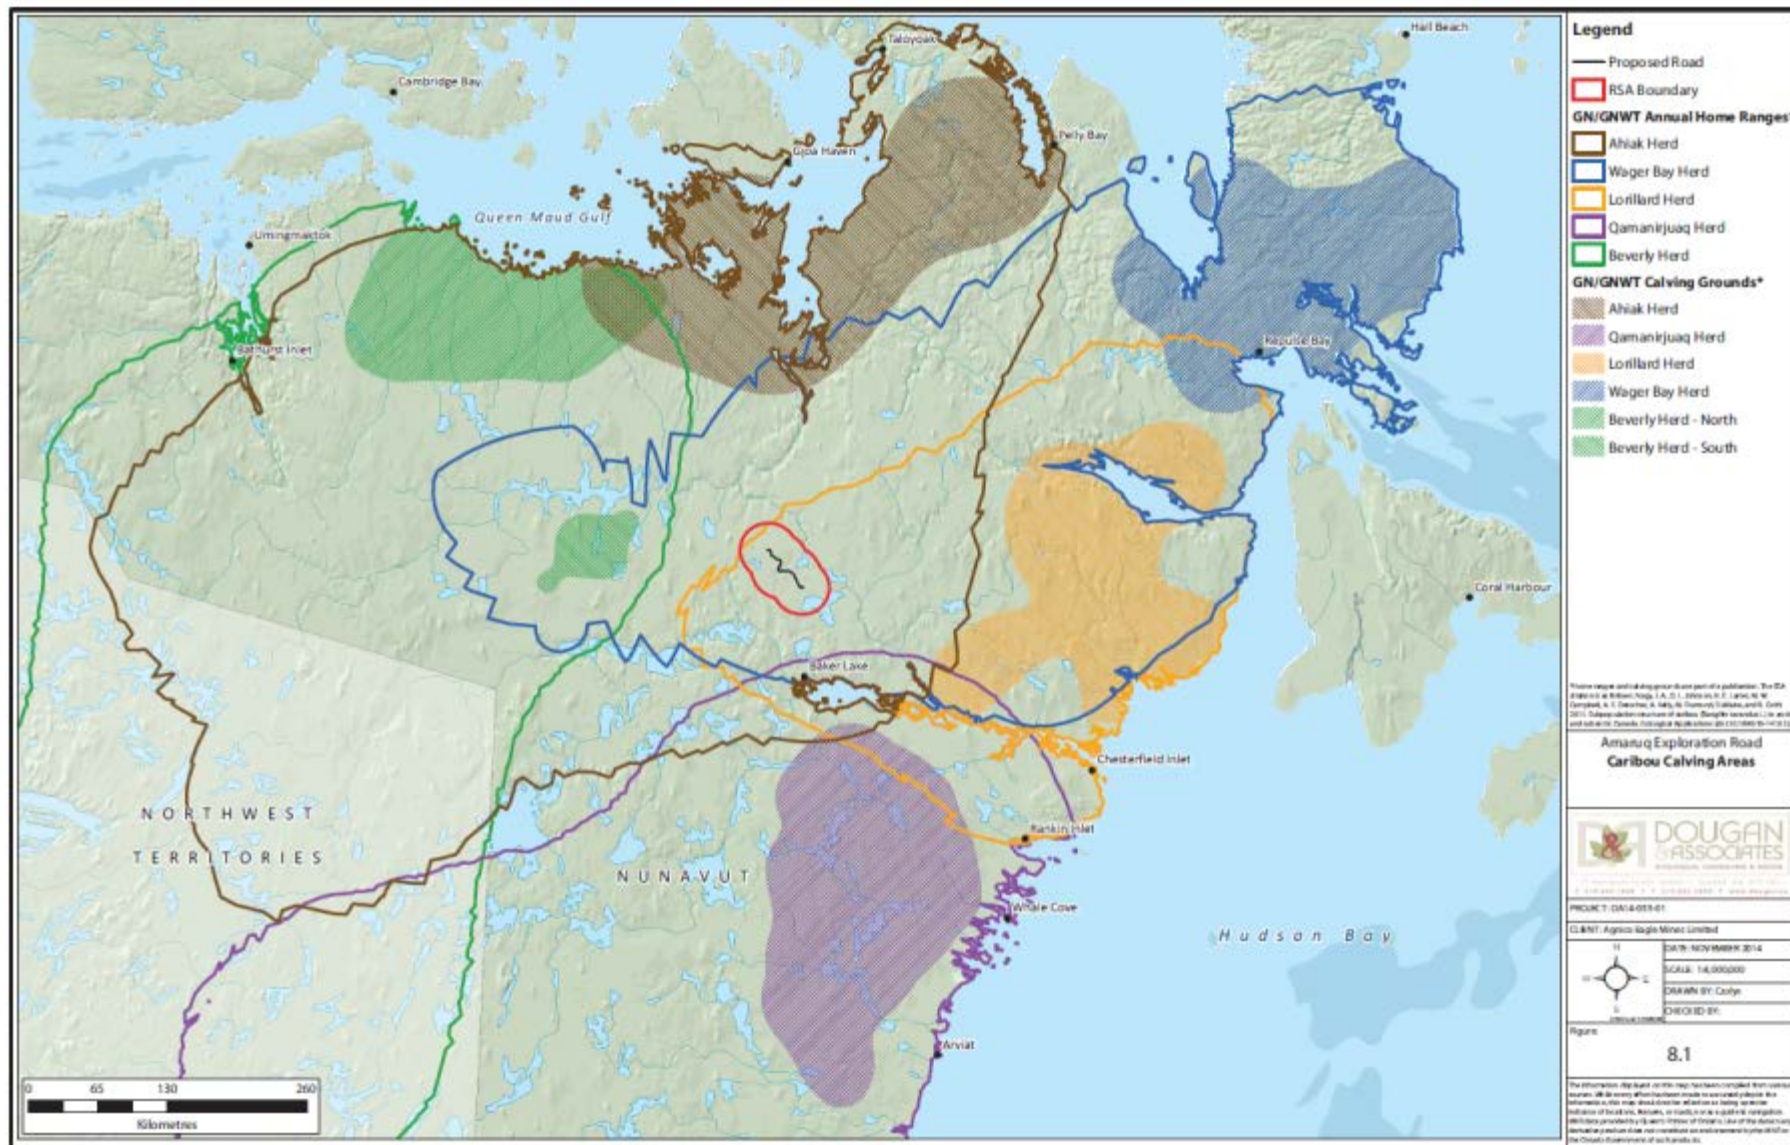 Hall Beach
Taloyoak
Cambridge Bay
Pelly Bay
Gjoa Haven
Queen Maud Gulf
Umingmaktok
Bathurst Inlet
Repulse Bay
Coral Harbour
Baker Lake
Chesterfield Inlet
NORTHWEST
TERRITORIES
Rankin Inlet
NUNAVUT
Whale Cove
Hudson Bay
Arviat
0 65 130 260
Kilometres
Legend
Proposed Road
RSA Boundary
GN/GNWT Annual Home Ranges*
Ahiak Herd
Wager Bay Herd
Lorillard Herd
Qamanirjuaq Herd
Beverly Herd
GN/GNWT Calving Grounds*
Ahiak Herd
Qamanirjuaq Herd
Lorillard Herd
Wager Bay Herd
Beverly Herd - North
Beverly Herd - South
Amaruq Exploration Road
Caribou Calving Areas
DOUGAN
& ASSOCIATES
CLIENT: Agnico Eagle Mines Limited
N
W E
S
DATE: NOVEMBER 2014
SCALE: 1:4,000,000
DRAWN BY:
CHECKED BY:
Figure
8.1